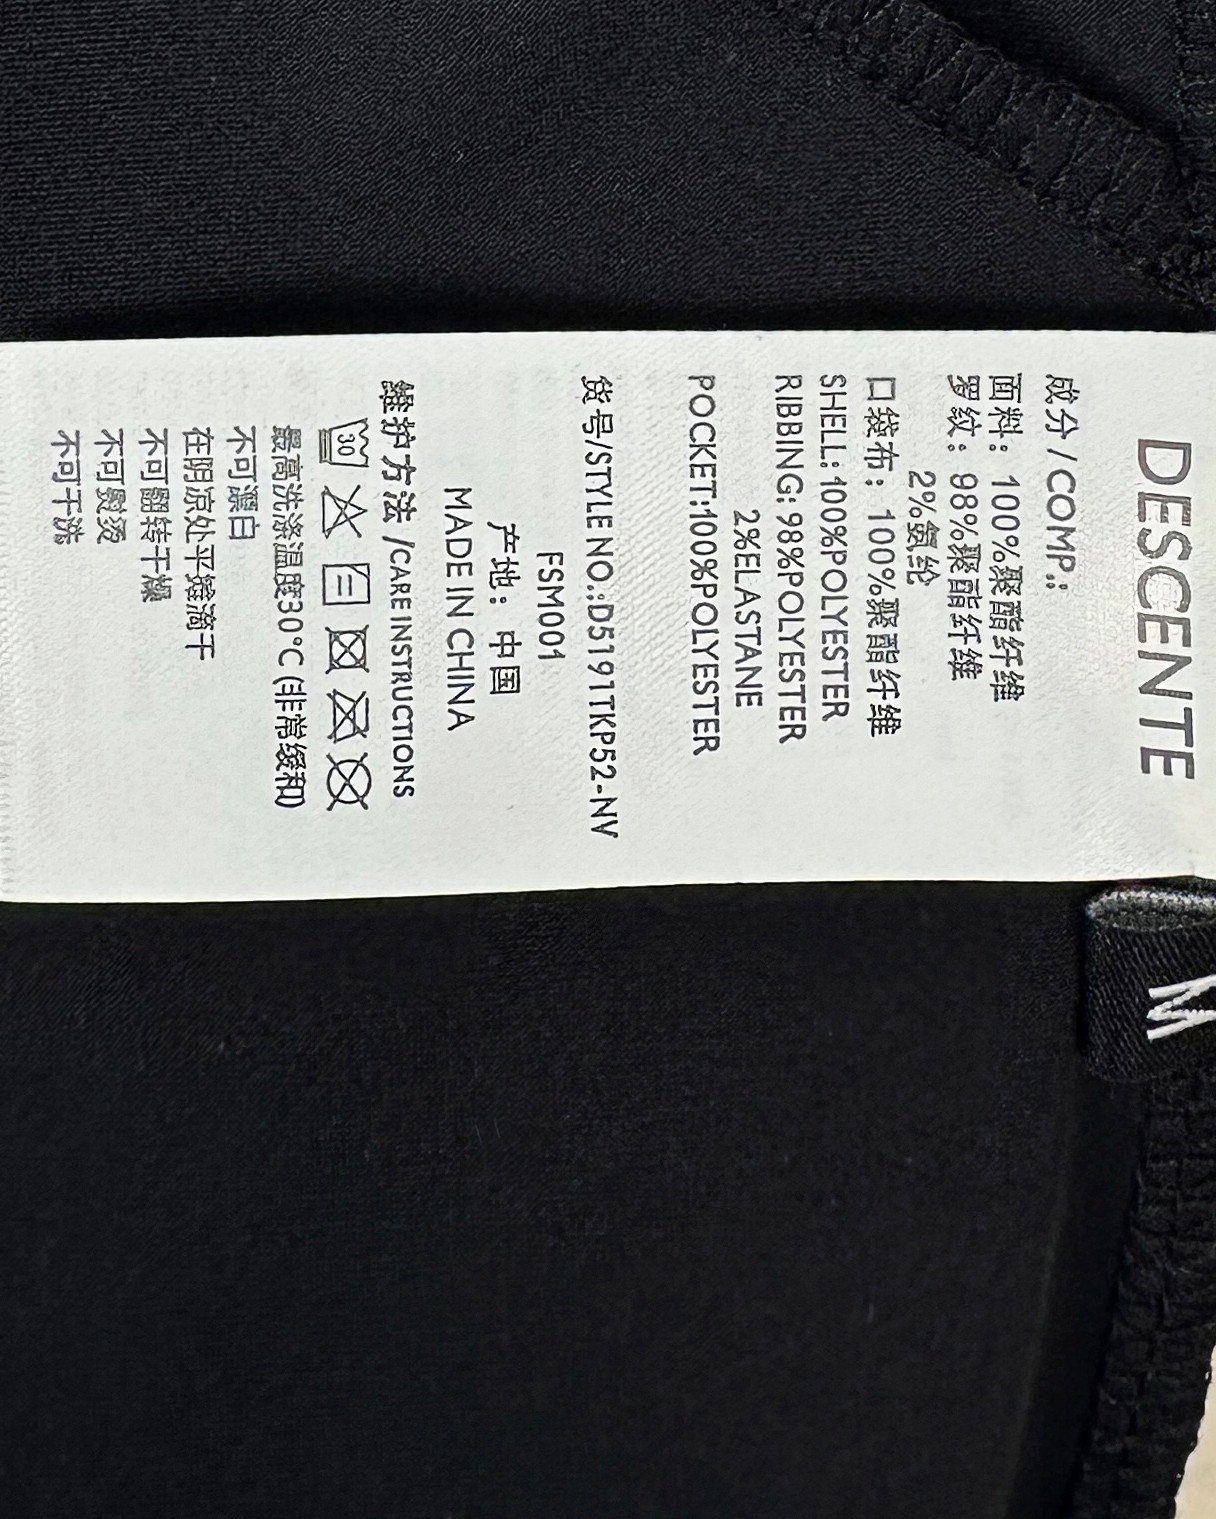 DESCENTE
成分 / COMP.:
面料：100%聚酯纤维
罗纹：98%聚酯纤维
2%氨纶
口袋布：100%聚酯纤维
SHELL: 100%POLYESTER
RIBBING: 98%POLYESTER
2%ELASTANE
POCKET:100%POLYESTER
货号/STYLE NO.:D5191TKP52-NV
FSM001
产地：中国
MADE IN CHINA
维护方法 /CARE INSTRUCTIONS
30
最高洗涤温度30°C (非常缓和)
不可漂白
在阴凉处平摊滴干
不可翻转干燥
不可熨烫
不可干洗
M